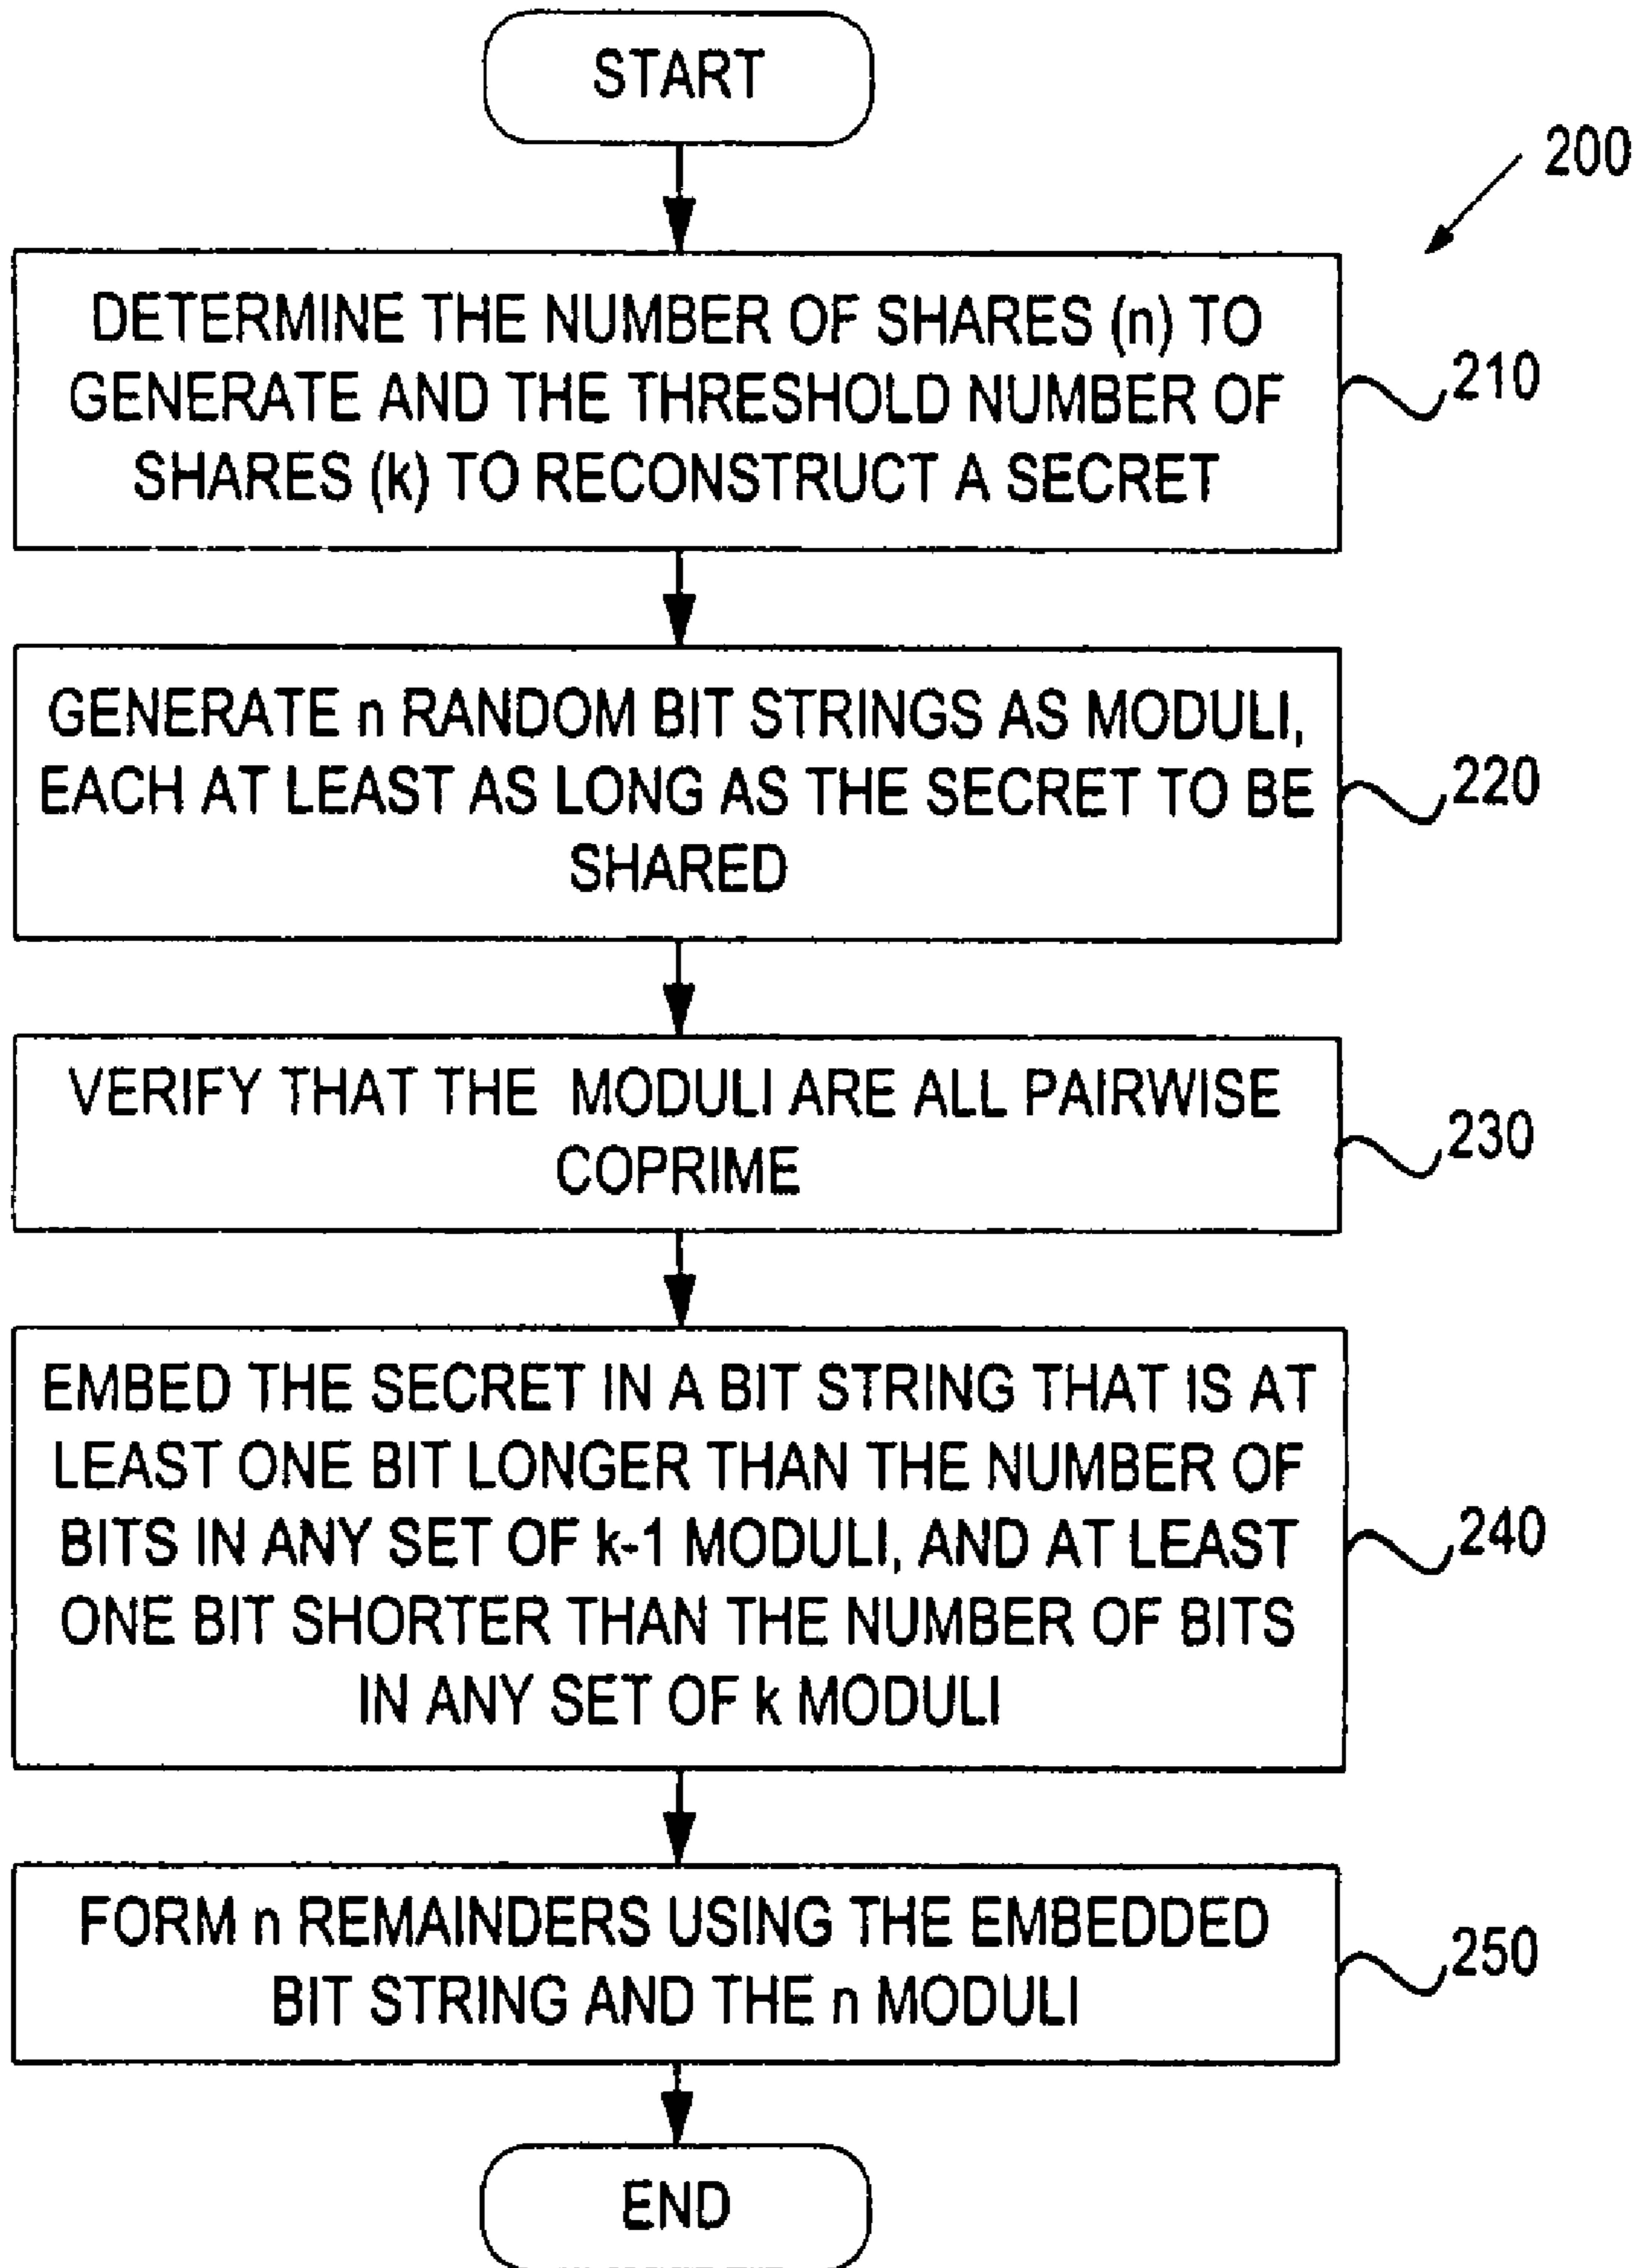 START
200
DETERMINE THE NUMBER OF SHARES (n) TO
GENERATE AND THE THRESHOLD NUMBER OF
SHARES (k) TO RECONSTRUCT A SECRET
210
GENERATE n RANDOM BIT STRINGS AS MODULI,
EACH AT LEAST AS LONG AS THE SECRET TO BE
SHARED
220
VERIFY THAT THE MODULI ARE ALL PAIRWISE
COPRIME
230
EMBED THE SECRET IN A BIT STRING THAT IS AT
LEAST ONE BIT LONGER THAN THE NUMBER OF
BITS IN ANY SET OF k-1 MODULI, AND AT LEAST
ONE BIT SHORTER THAN THE NUMBER OF BITS
IN ANY SET OF k MODULI
240
FORM n REMAINDERS USING THE EMBEDDED
BIT STRING AND THE n MODULI
250
END